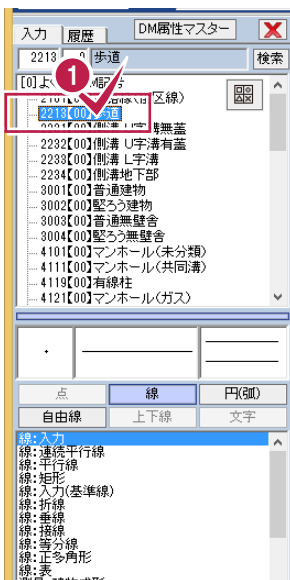 入力 履歴 DM属性マスター X
2213 0 歩道 検索
[0]よ
2213【00】歩道
1
側溝 U字溝無蓋
2232【00】側溝 U字溝有蓋
2233【00】側溝 L字溝
2234【00】側溝地下部
3001【00】普通建物
3002【00】堅ろう建物
3003【00】普通無壁舎
3004【00】堅ろう無壁舎
4101【00】マンホール(未分類)
4111【00】マンホール(共同溝)
4119【00】有線柱
4121【00】マンホール(ガス)
点 線 円(弧)
自由線 上下線 文字
線:入力
線:連続平行線
線:平行線
線:矩形
線:入力(基準線)
線:折線
線:垂線
線:接線
線:等分線
線:正多角形
線:表